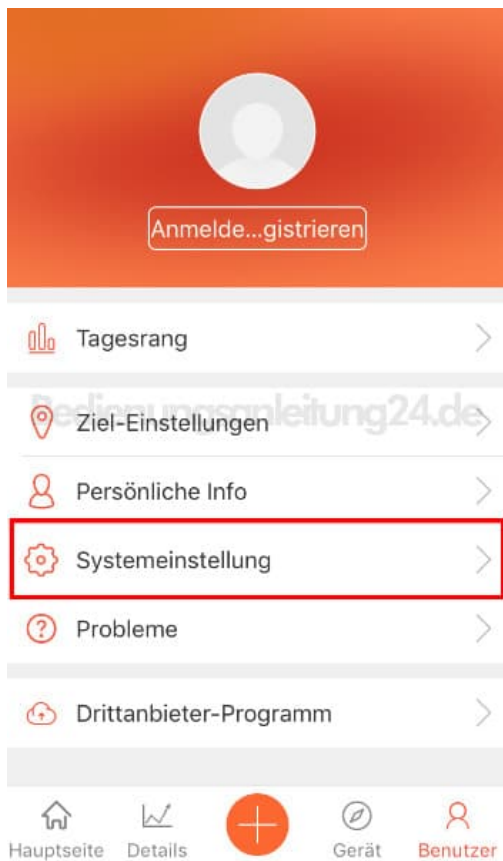 Anmelde...gistrieren
Tagesrang
Bedienungsanleitung24.de
Ziel-Einstellungen
Persönliche Info
Systemeinstellung
Probleme
Drittanbieter-Programm
Hauptseite Details Gerät Benutzer